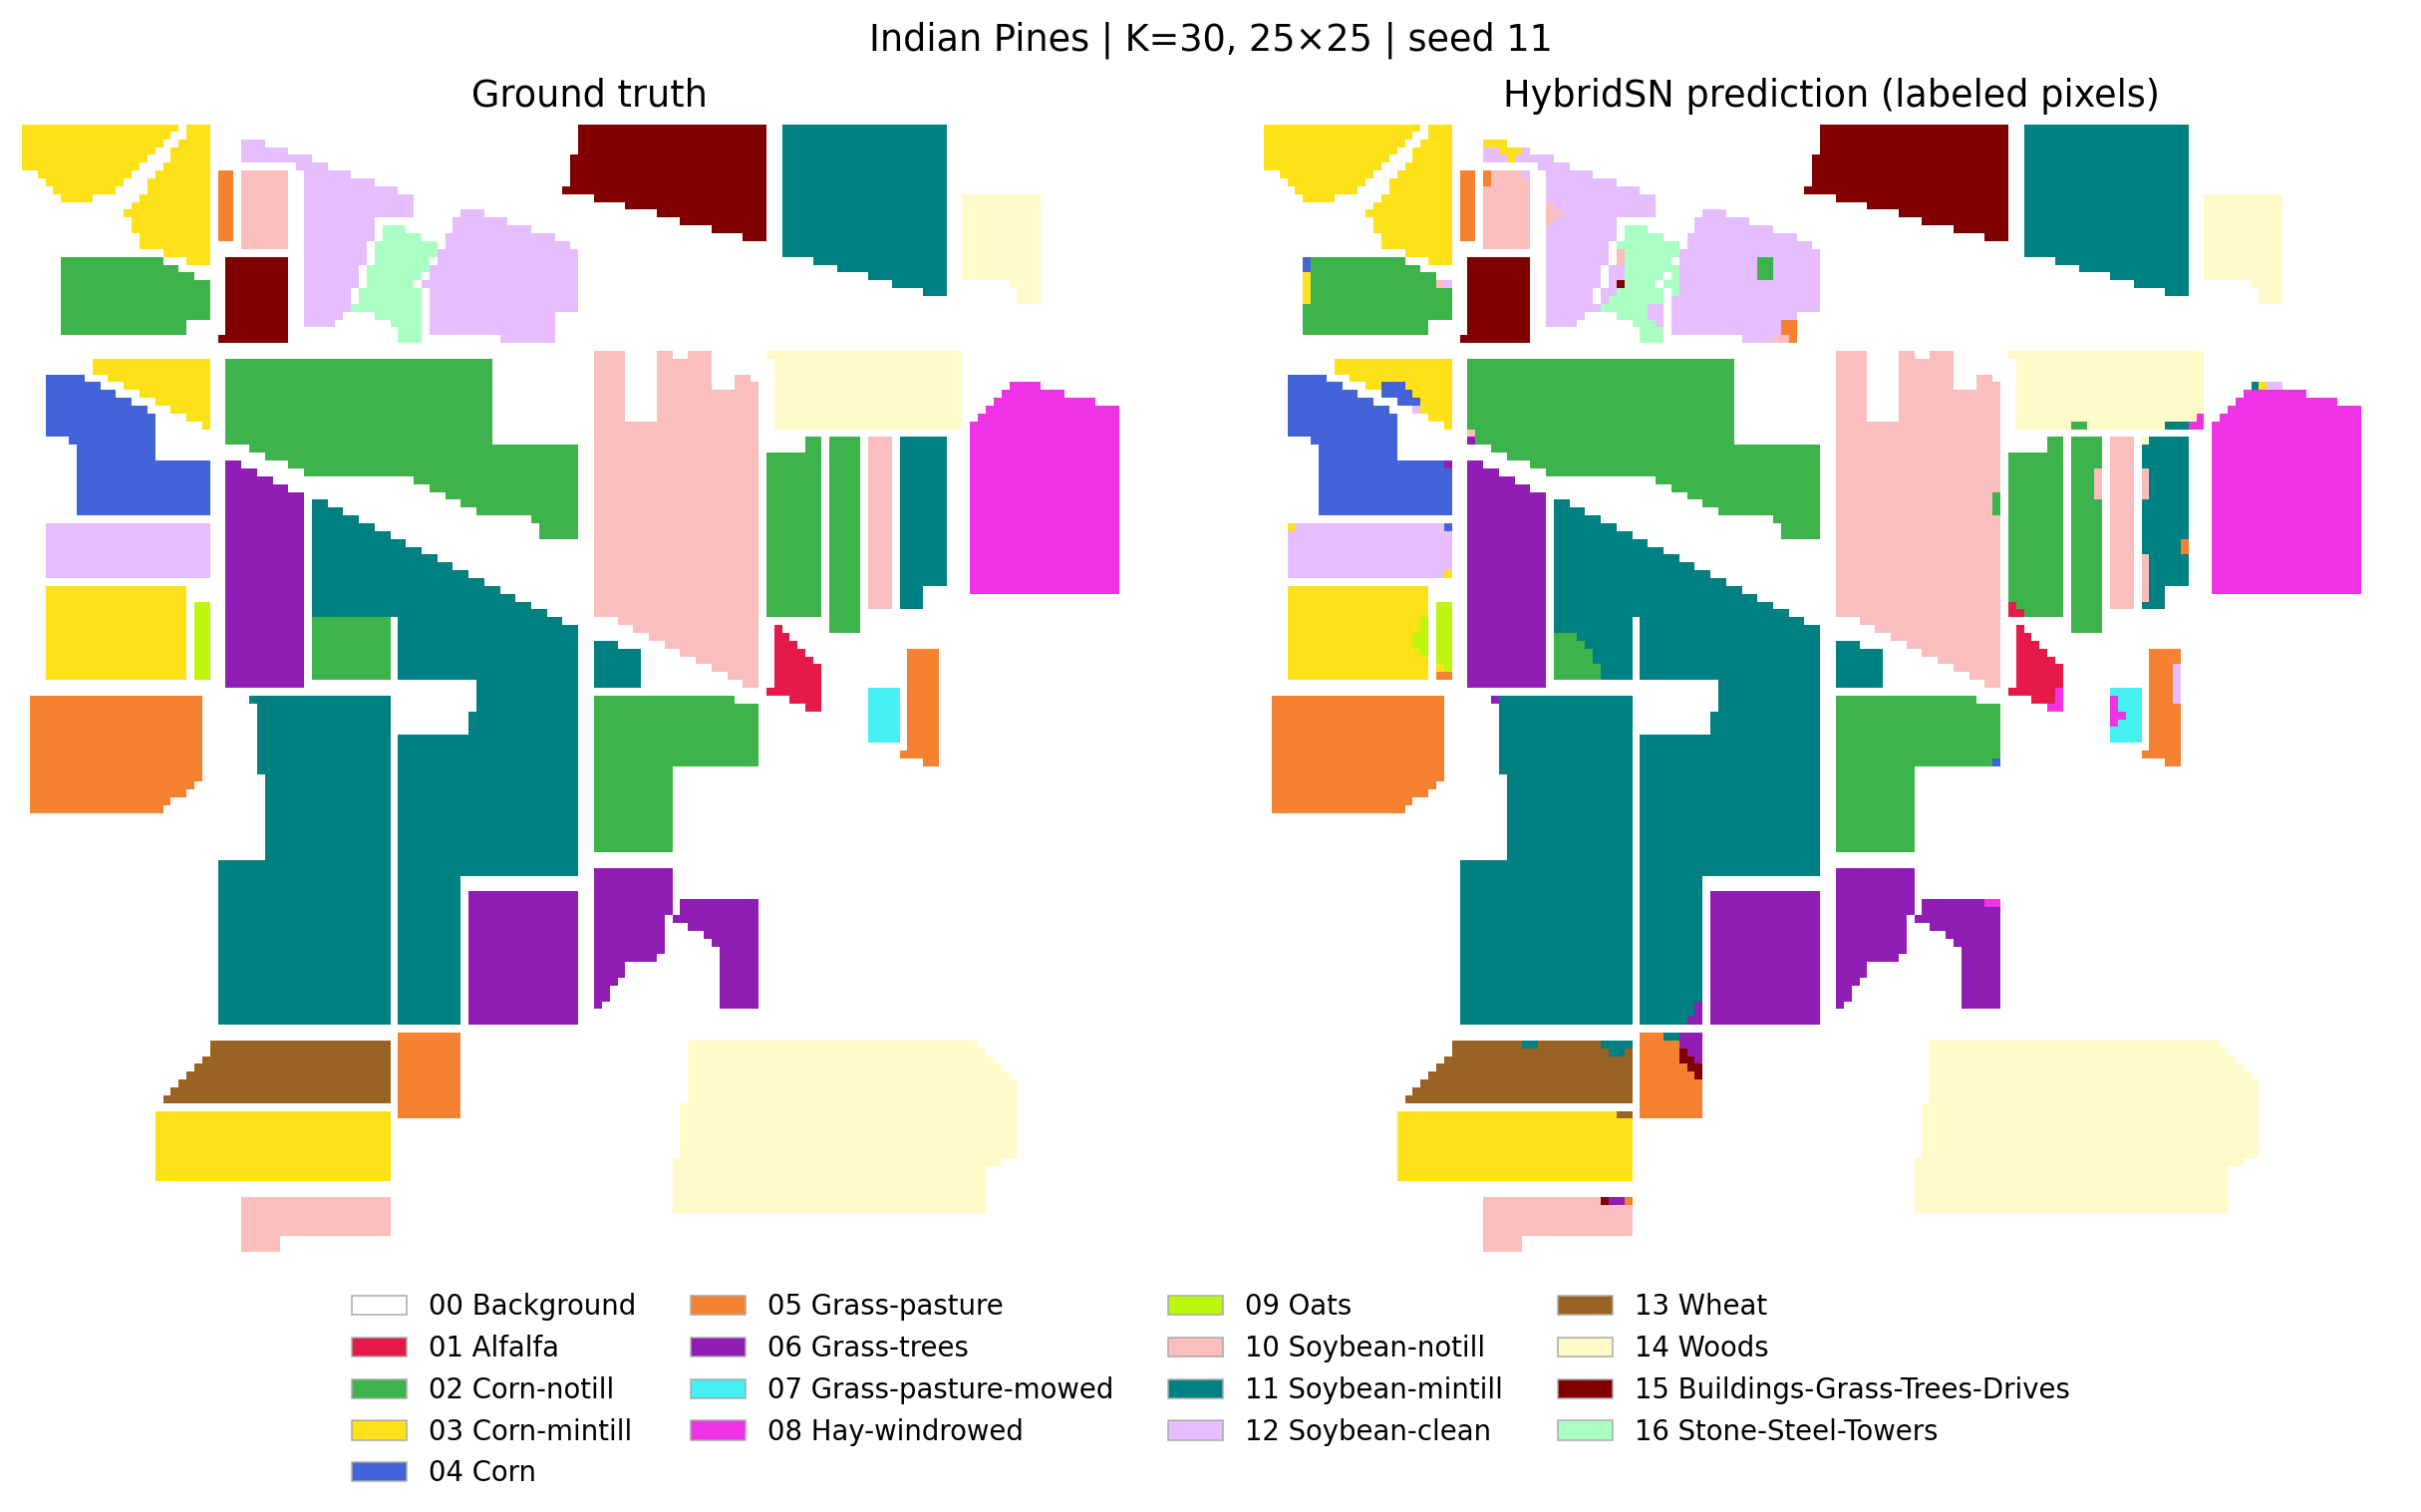 Indian Pines | K=30, 25×25 | seed 11
Ground truth
HybridSN prediction (labeled pixels)
00 Background
01 Alfalfa
02 Corn-notill
03 Corn-mintill
04 Corn
05 Grass-pasture
06 Grass-trees
07 Grass-pasture-mowed
08 Hay-windrowed
09 Oats
10 Soybean-notill
11 Soybean-mintill
12 Soybean-clean
13 Wheat
14 Woods
15 Buildings-Grass-Trees-Drives
16 Stone-Steel-Towers